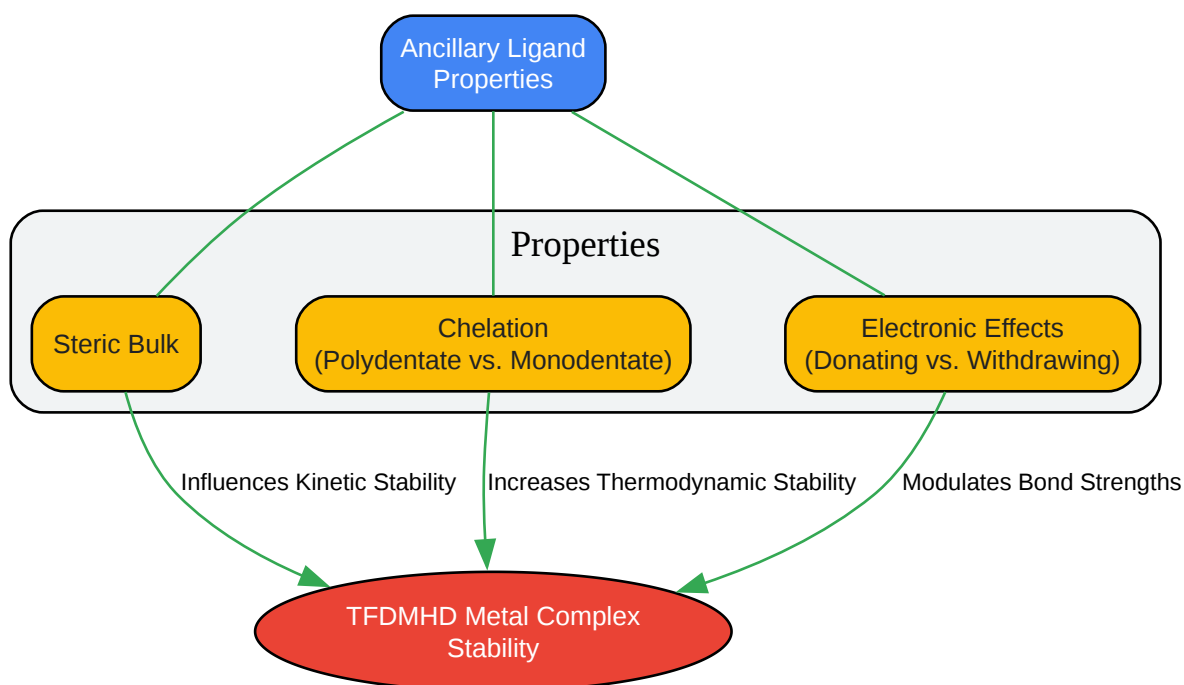 Ancillary Ligand
Properties
Properties
Steric Bulk
Chelation
(Polydentate vs. Monodentate)
Electronic Effects
(Donating vs. Withdrawing)
Influences Kinetic Stability
Increases Thermodynamic Stability
Modulates Bond Strengths
TFDMHD Metal Complex
Stability